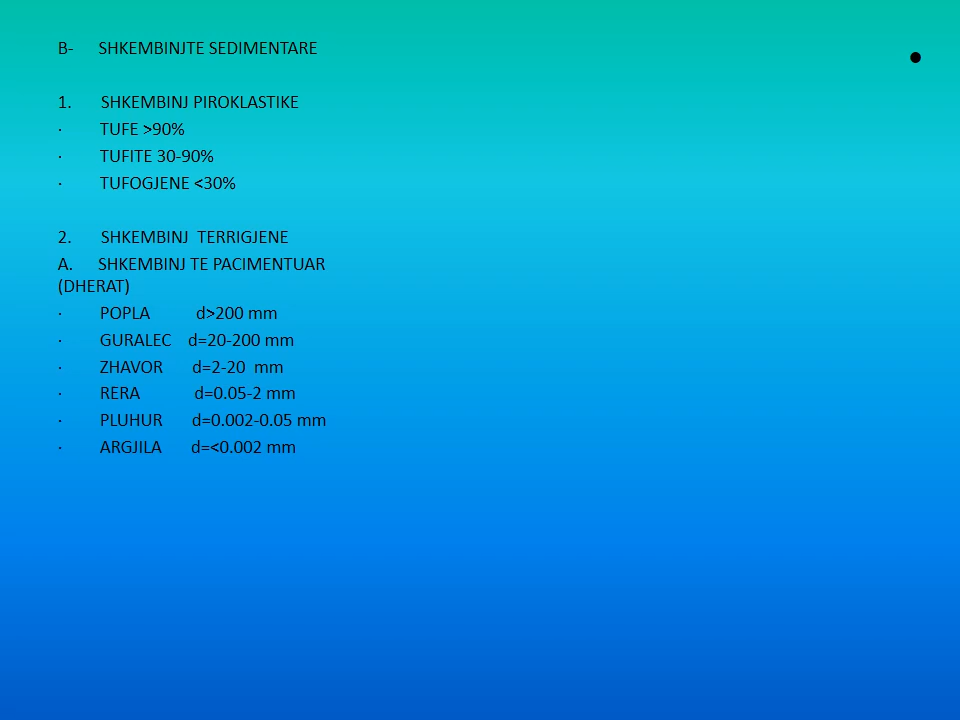 B- SHKEMBINJTE SEDIMENTARE
1. SHKEMBINJ PIROKLASTIKE
· TUFE >90%
· TUFITE 30-90%
· TUFOGJENE <30%
2. SHKEMBINJ TERRIGJENE
A. SHKEMBINJ TE PACIMENTUAR
(DHERAT)
· POPLA d>200 mm
· GURALEC d=20-200 mm
· ZHAVOR d=2-20 mm
· RERA d=0.05-2 mm
· PLUHUR d=0.002-0.05 mm
· ARGJILA d=<0.002 mm